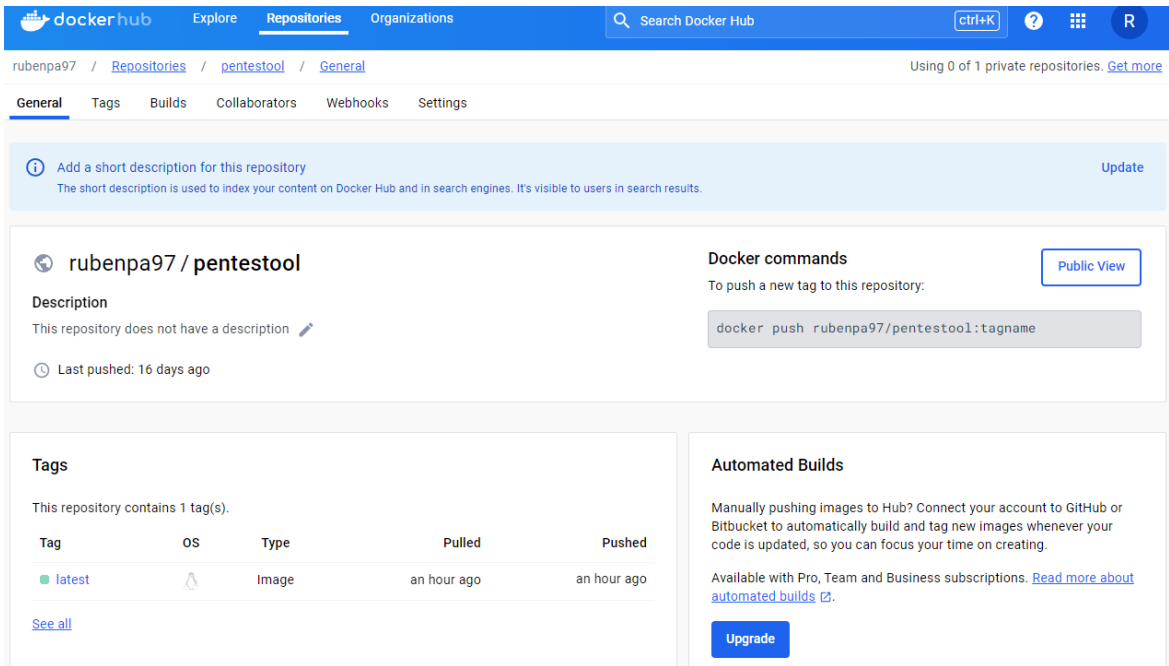 dockerhub Explore Repositories Organizations Search Docker Hub ctrl+K ? R
rubenpa97 / Repositories / pentestool / General Using 0 of 1 private repositories. Get more
General Tags Builds Collaborators Webhooks Settings
Add a short description for this repository Update
The short description is used to index your content on Docker Hub and in search engines. It's visible to users in search results.
rubenpa97 / pentestool
Description
This repository does not have a description
Last pushed: 16 days ago
Docker commands
Public View
To push a new tag to this repository:
docker push rubenpa97/pentestool:tagname
Tags
This repository contains 1 tag(s).
Tag OS Type Pulled Pushed
latest Image an hour ago an hour ago
See all
Automated Builds
Manually pushing images to Hub? Connect your account to GitHub or
Bitbucket to automatically build and tag new images whenever your
code is updated, so you can focus your time on creating.
Available with Pro, Team and Business subscriptions. Read more about
automated builds.
Upgrade